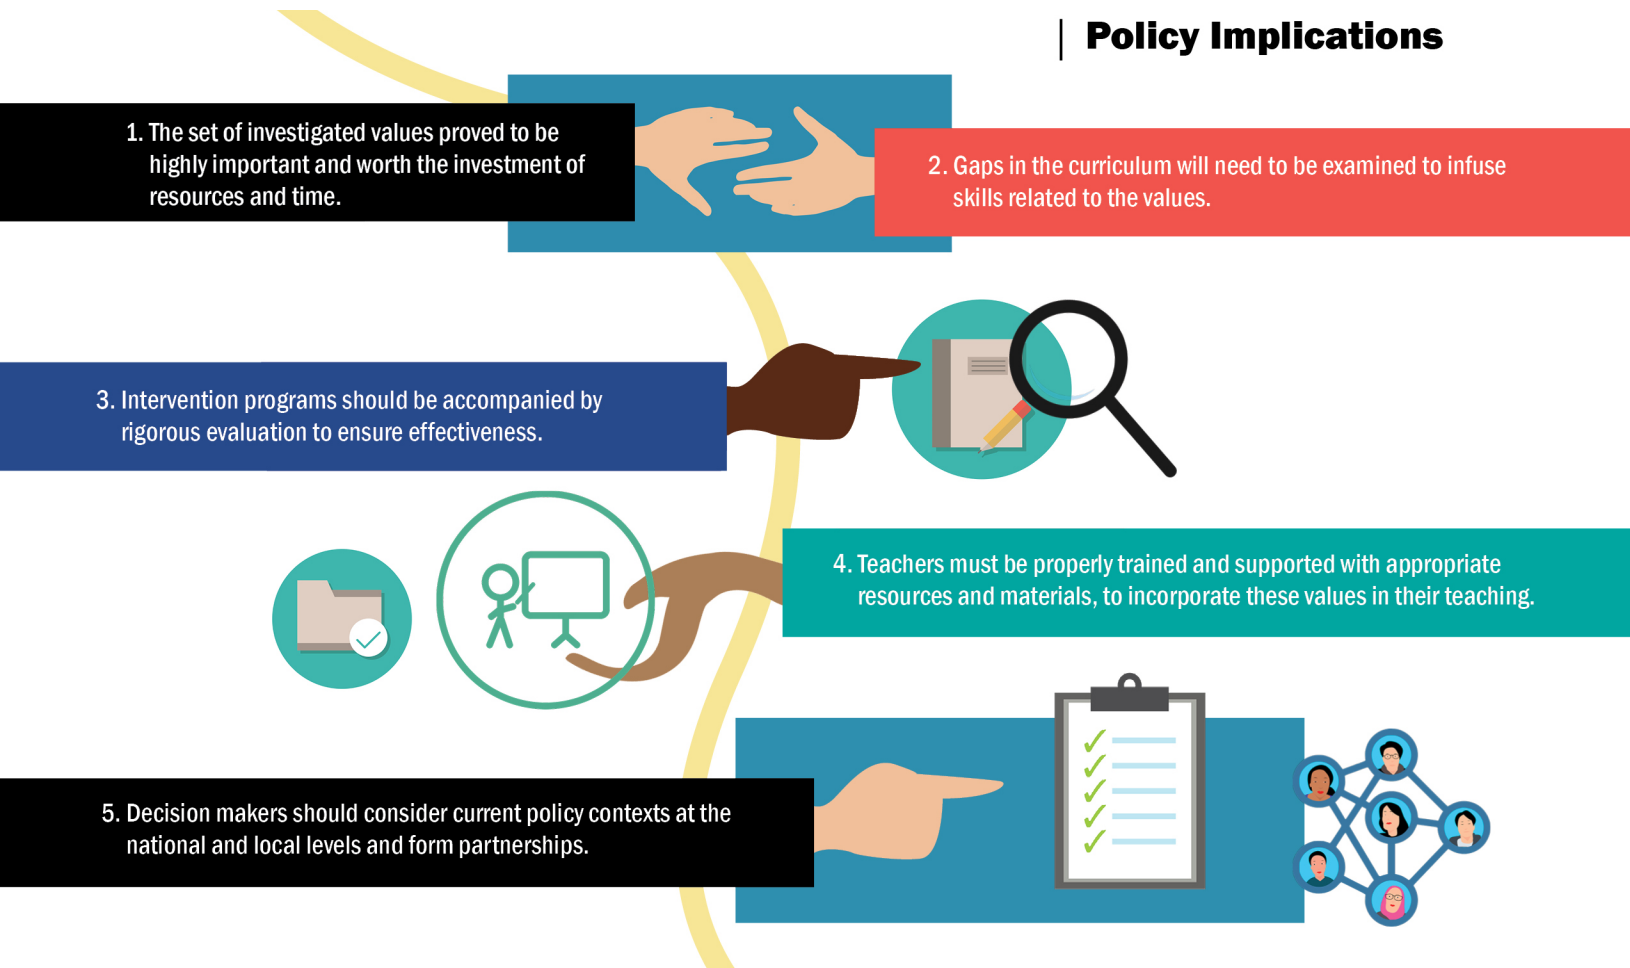 Policy Implications
1. The set of investigated values proved to be
highly important and worth the investment of
resources and time.
2. Gaps in the curriculum will need to be examined to infuse
skills related to the values.
3. Intervention programs should be accompanied by
rigorous evaluation to ensure effectiveness.
4. Teachers must be properly trained and supported with appropriate
resources and materials, to incorporate these values in their teaching.
5. Decision makers should consider current policy contexts at the
national and local levels and form partnerships.